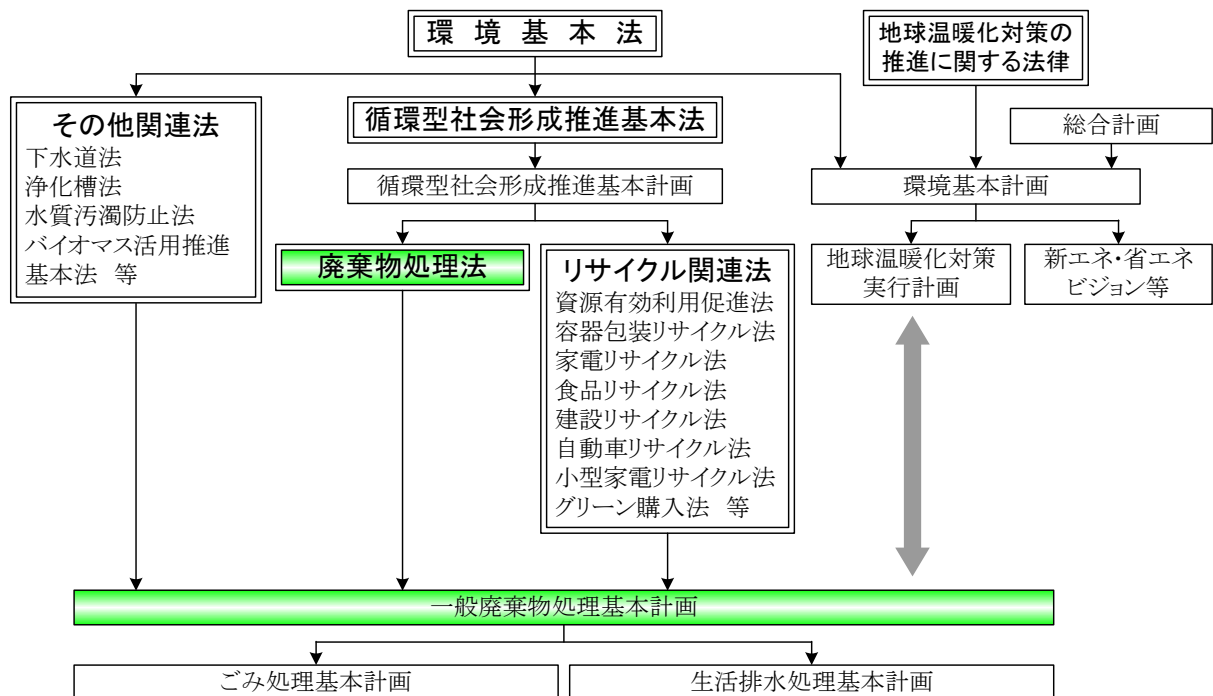 環境基本法
地球温暖化対策の
推進に関する法律
その他関連法
下水道法
浄化槽法
水質汚濁防止法
バイオマス活用推進
基本法 等
循環型社会形成推進基本法
総合計画
循環型社会形成推進基本計画
環境基本計画
廃棄物処理法
リサイクル関連法
資源有効利用促進法
容器包装リサイクル法
家電リサイクル法
食品リサイクル法
建設リサイクル法
自動車リサイクル法
小型家電リサイクル法
グリーン購入法 等
地球温暖化対策
実行計画
新エネ・省エネ
ビジョン等
一般廃棄物処理基本計画
ごみ処理基本計画
生活排水処理基本計画